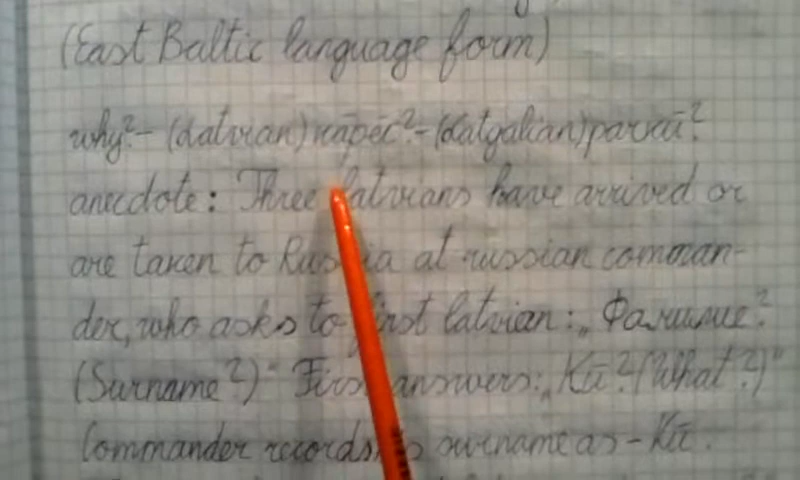 (East Baltic language form)
why? - (Latvian) kāpēc? - (Latgalian) parkū?
anecdote: Three latvians have arrived or
are taken to Russia at russian comman-
der, who asks to first latvian: „Фамилие?
(Surname?)" First answers: „Kū? (What?)"
Commander records surname as - Kū.